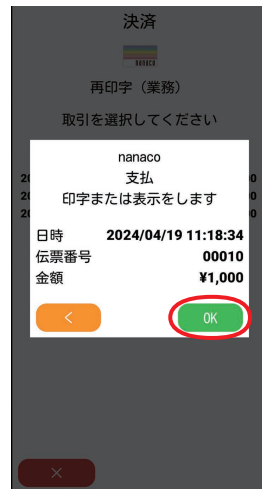 決済
nanaco
再印字（業務）
取引を選択してください
nanaco
支払
印字または表示をします
日時 2024/04/19 11:18:34
伝票番号 00010
金額 ¥1,000
< OK
×